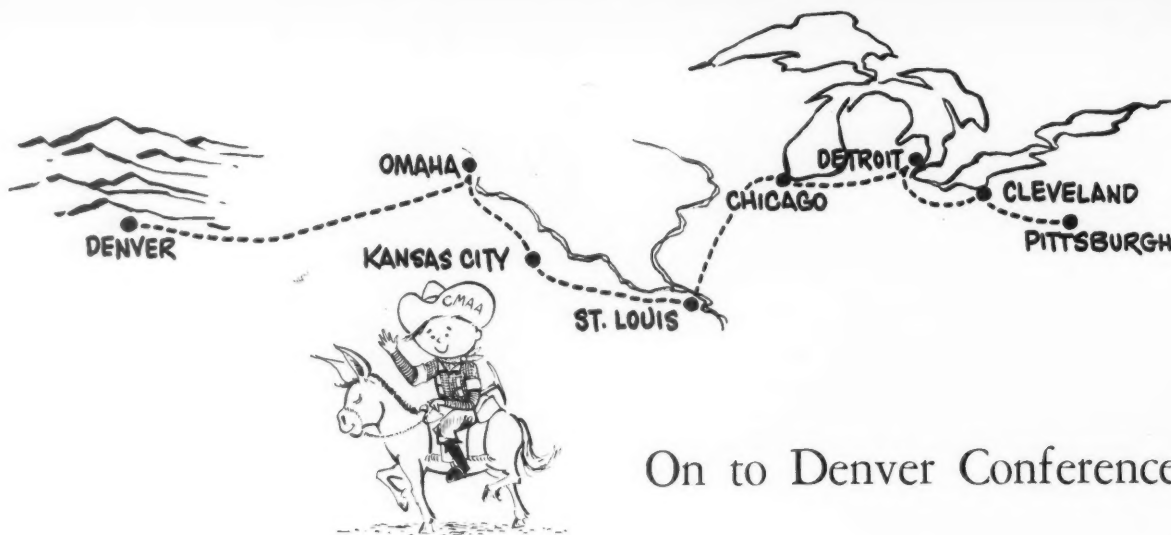 OMAHA
DETROIT
CHICAGO
CLEVELAND
DENVER
PITTSBURGH
KANSAS CITY
ST. LOUIS
CMAA
On to Denver Conference